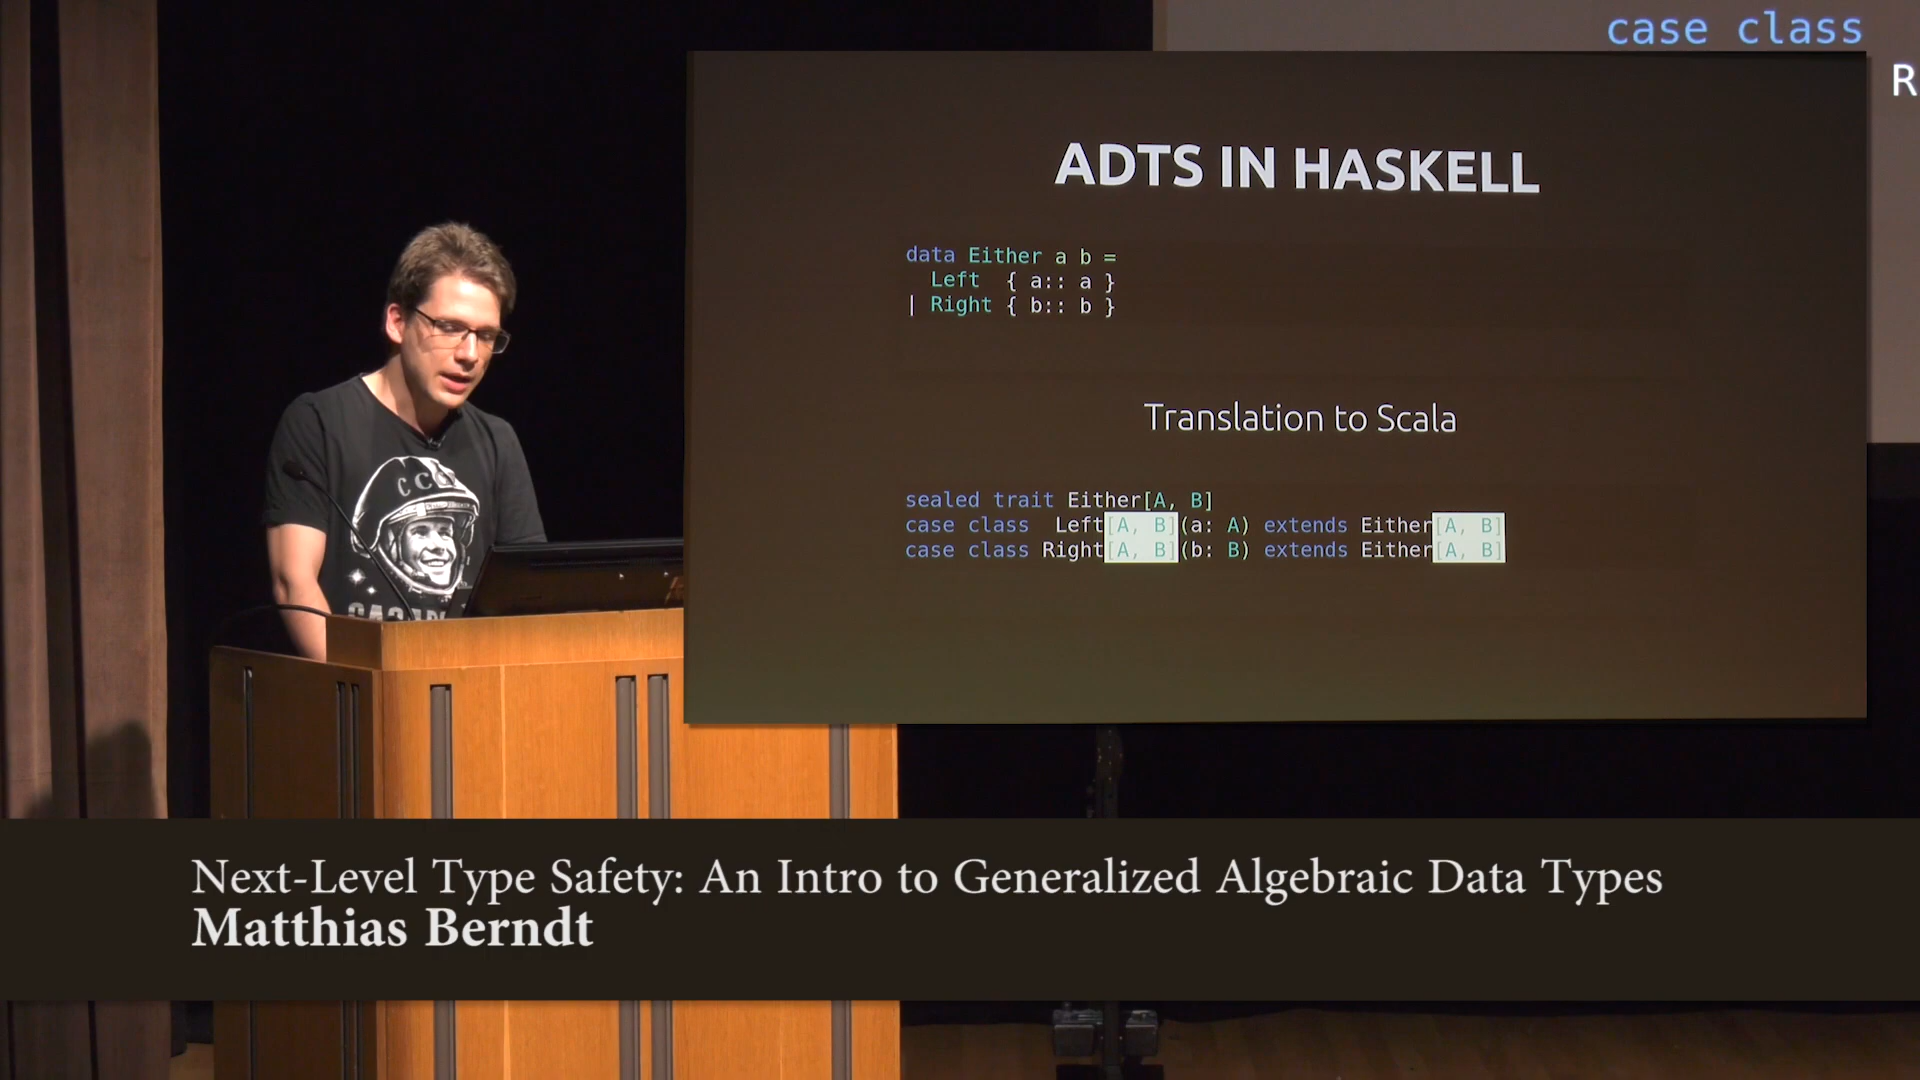 case class
R
ADTS IN HASKELL
data Either a b =
Left { a:: a }
| Right { b:: b }
Translation to Scala
sealed trait Either[A, B]
case class Left[A, B](a: A) extends Either[A, B]
case class Right[A, B](b: B) extends Either[A, B]
Next-Level Type Safety: An Intro to Generalized Algebraic Data Types
Matthias Berndt